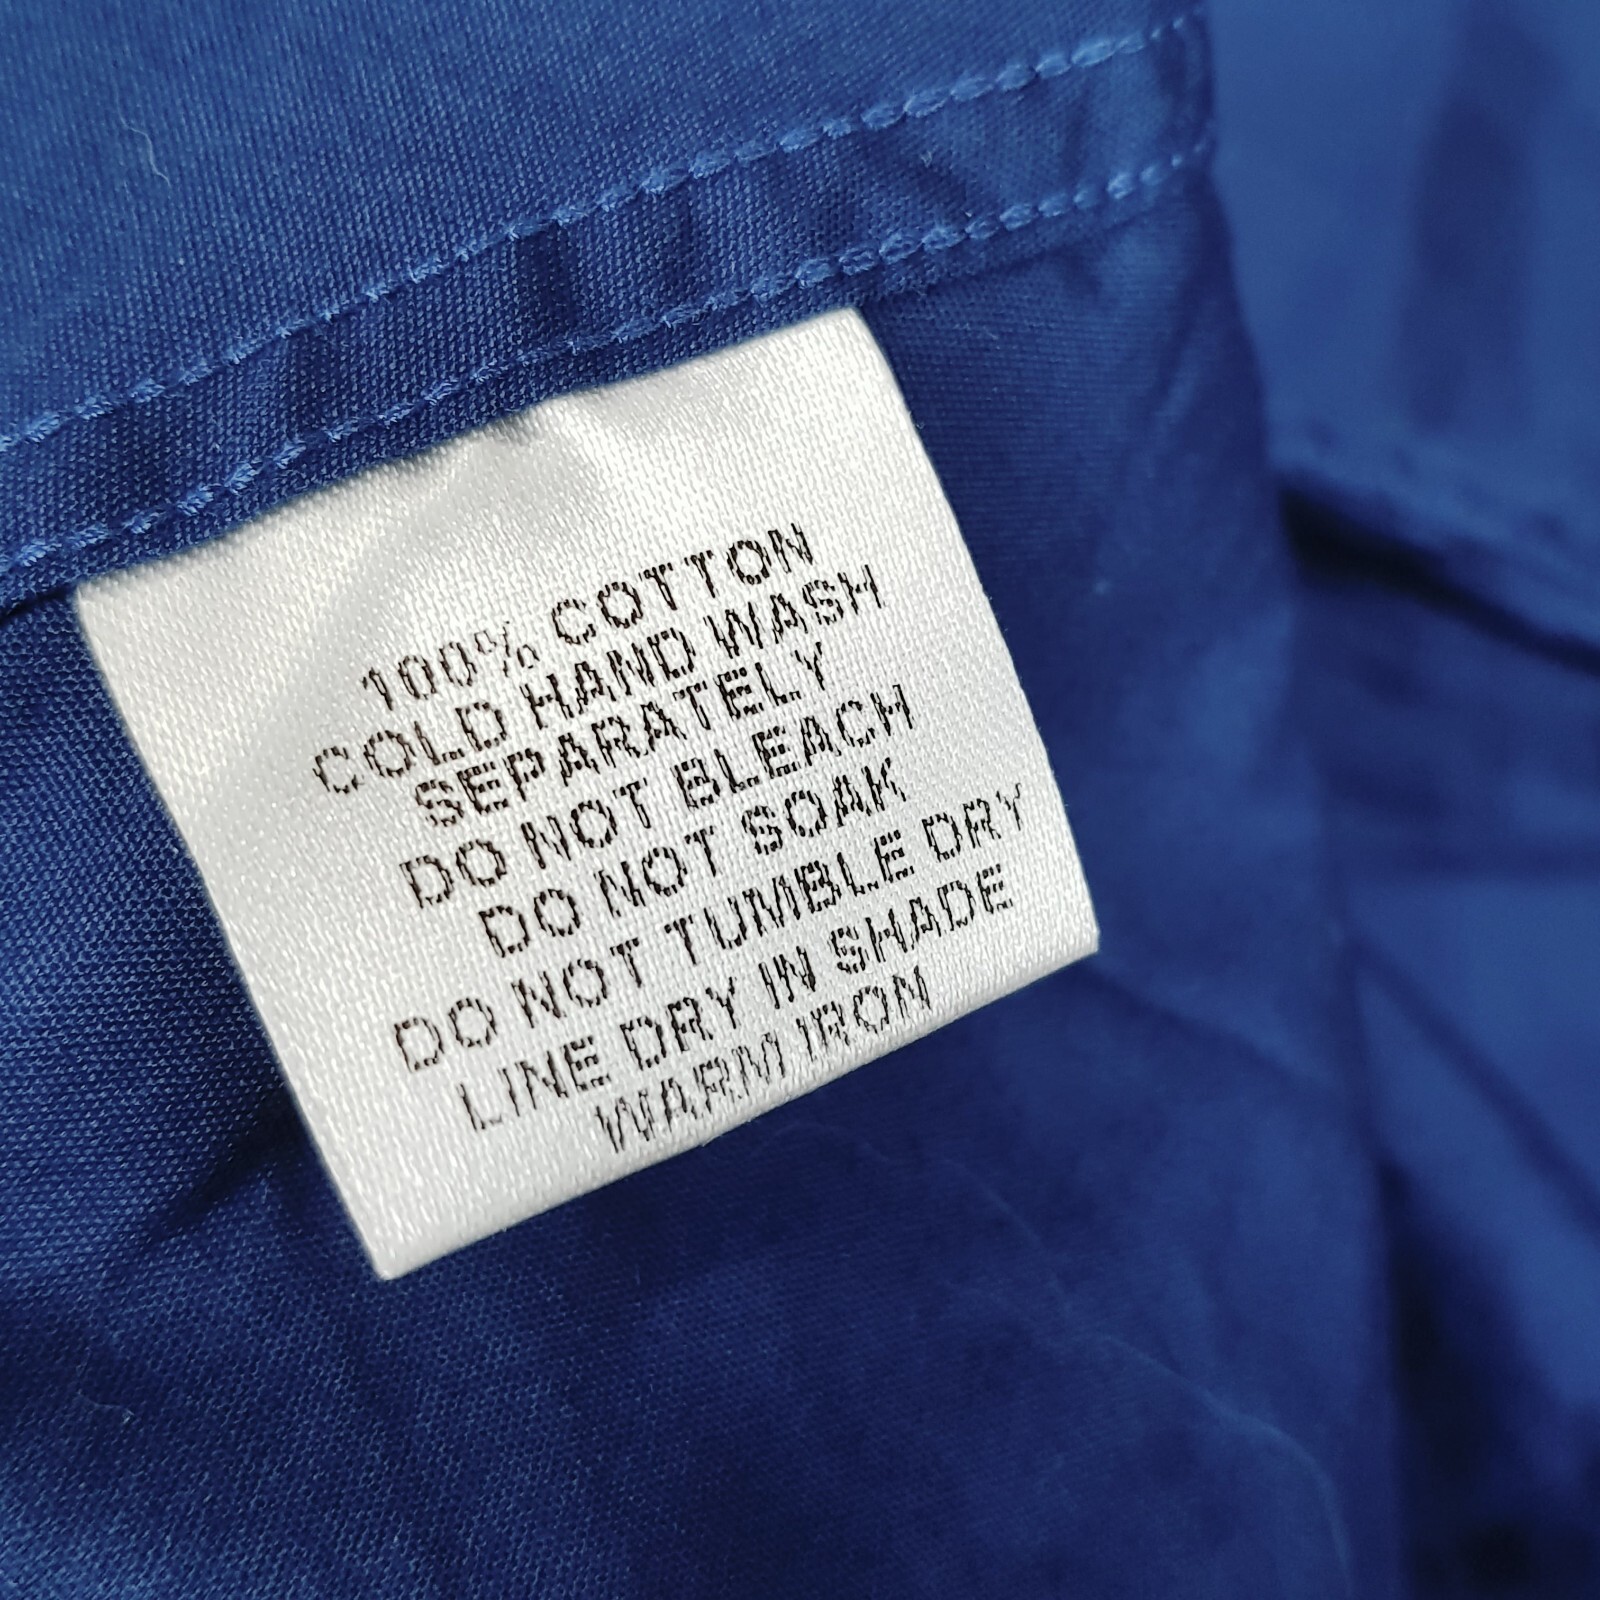 100% COTTON
COLD HAND WASH
SEPARATELY
DO NOT BLEACH
DO NOT SOAK
DO NOT TUMBLE DRY
LINE DRY IN SHADE
WARM IRON